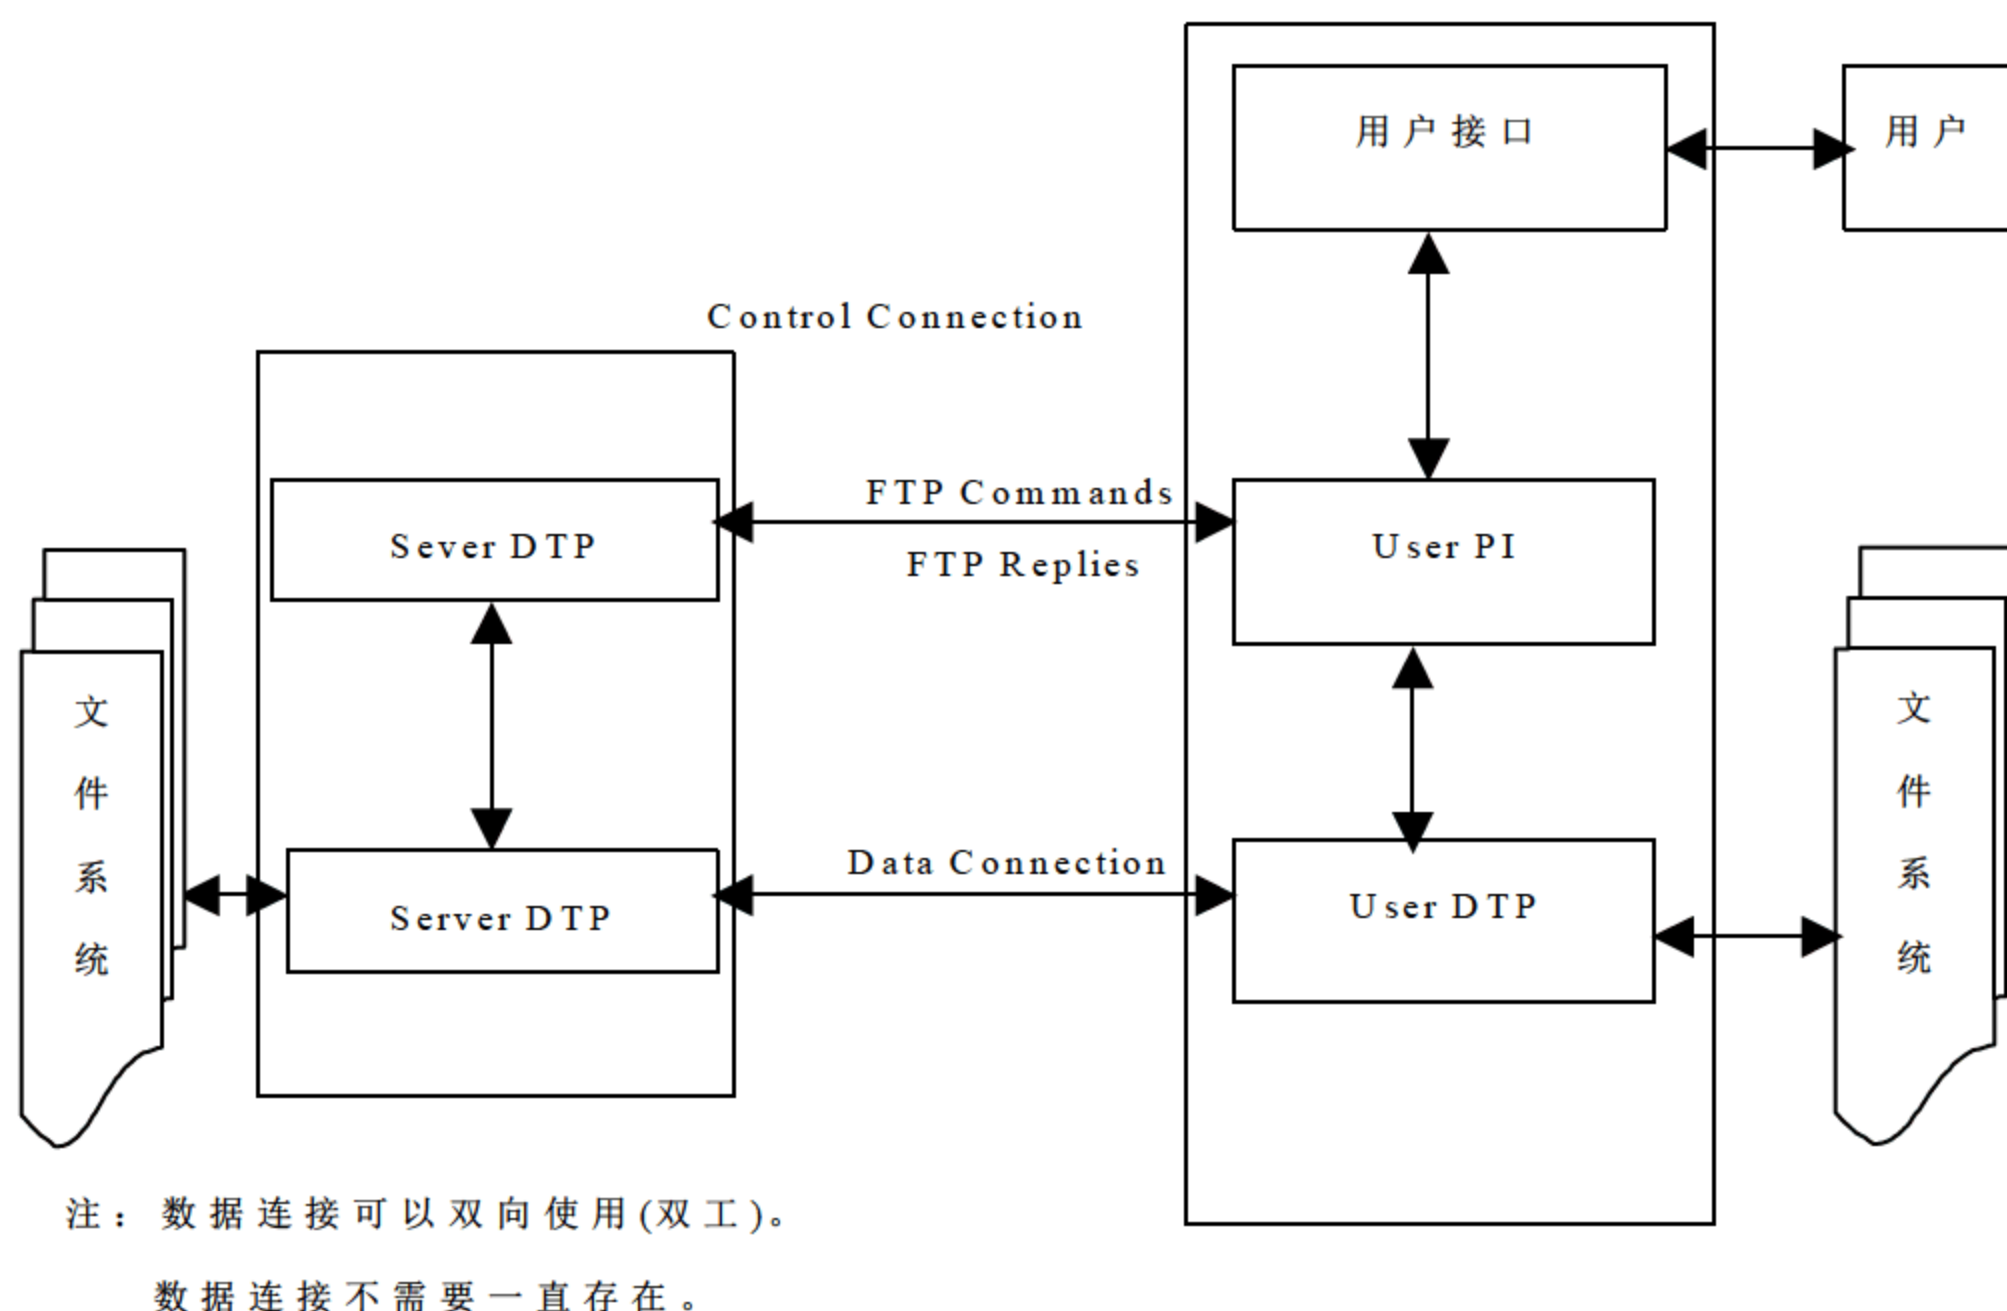 用户接口
用户
Control Connection
FTP Commands
Sever DTP
User PI
FTP Replies
文件系统
文件系统
Data Connection
Server DTP
User DTP
注：数据连接可以双向使用(双工)。
数据连接不需要一直存在。